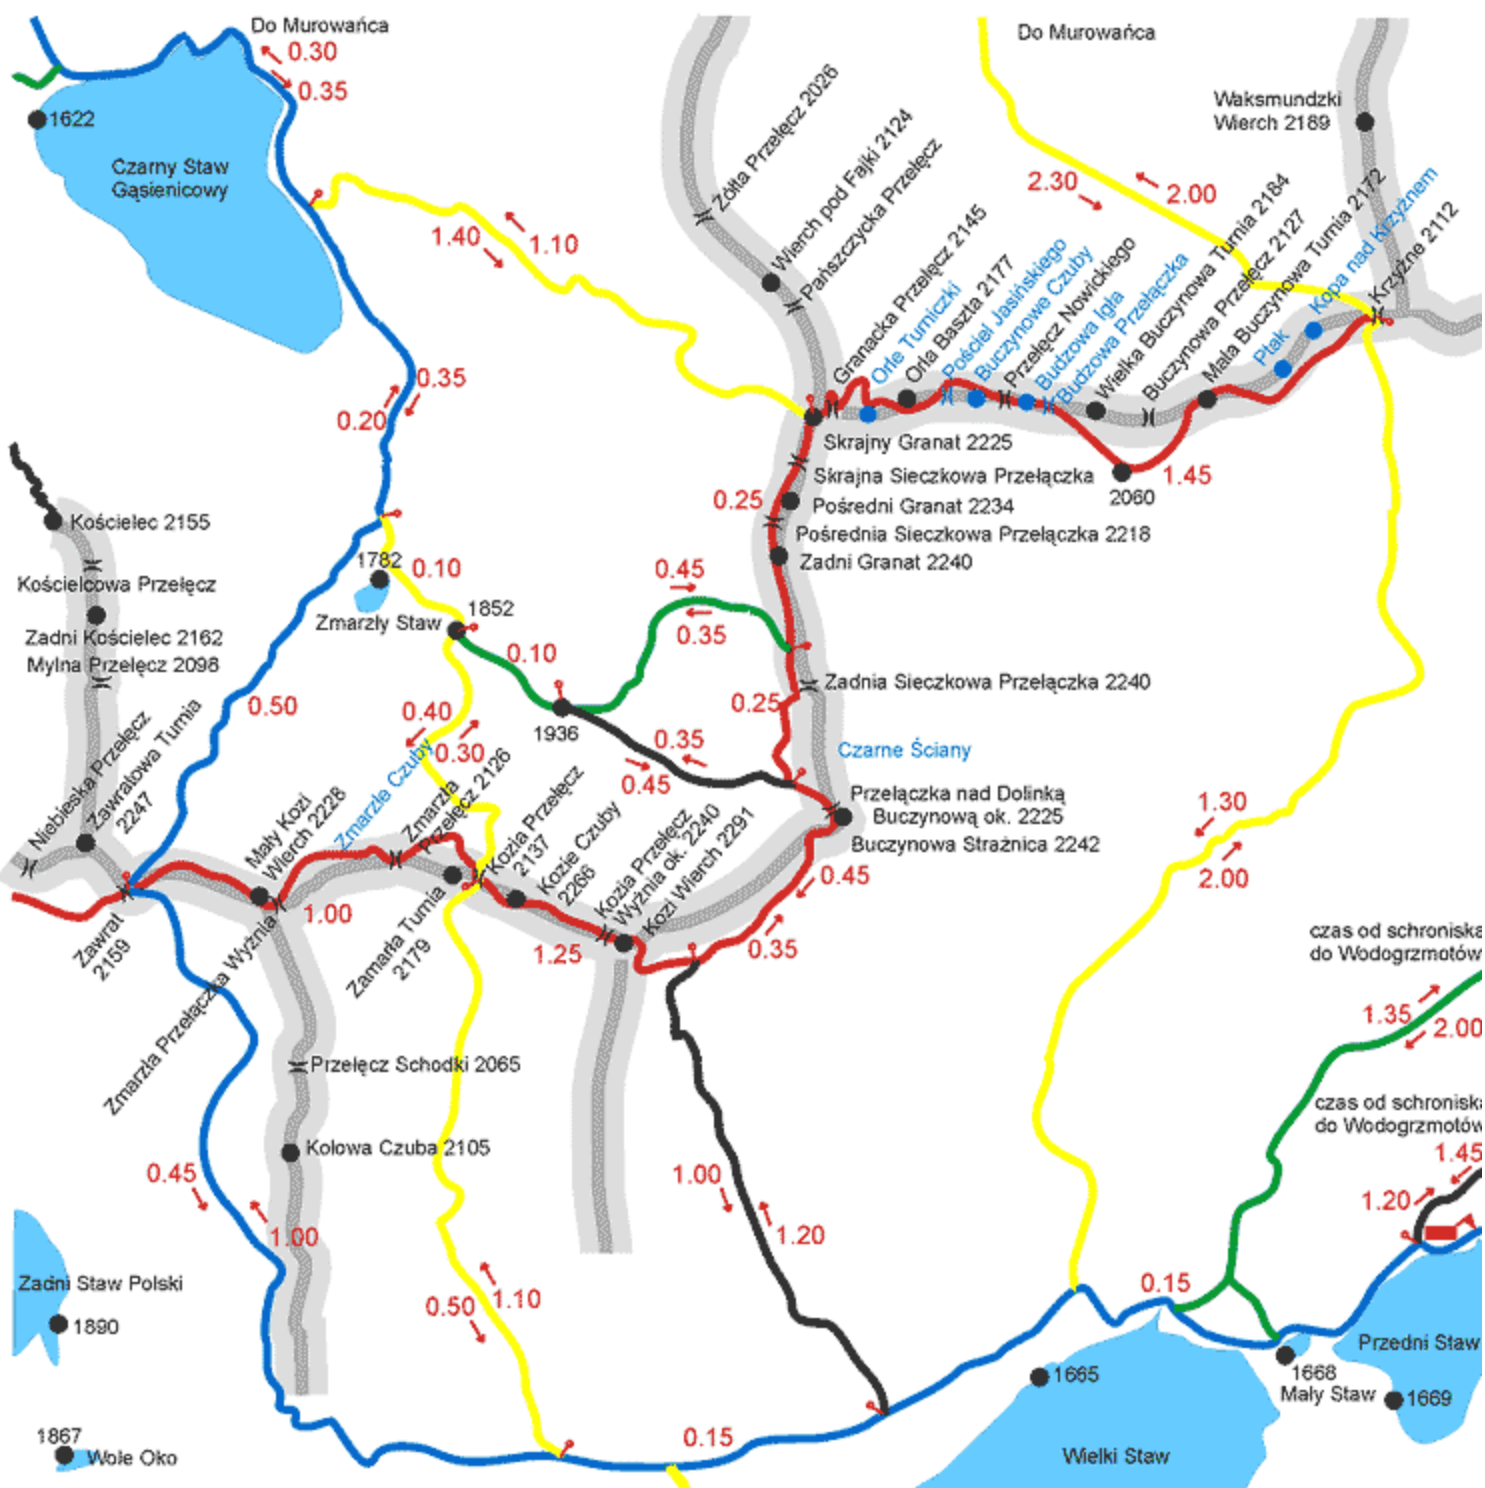 Do Murowańca
0.30
0.35
1622
Czarny Staw
Gąsienicowy
1.40
1.10
Żółta Przełęcz 2026
Wierch pod Fajki 2124
Pańszczycka Przełęcz
Do Murowańca
2.30
2.00
Waksmundzki
Wierch 2189
Granacka Przełęcz 2145
Orle Turniczki
Orla Baszta 2177
Pościel Jasińskiego
Buczynowe Czuby
Przełęcz Nowickiego
Budzowa Igła
Budzowa Przełączka
Wielka Buczynowa Turnia 2184
Buczynowa Przełęcz 2127
Mała Buczynowa Turnia 2172
Ptak
Kopa nad Krzyżnem
Krzyżne 2112
0.35
0.20
Skrajny Granat 2225
Skrajna Sieczkowa Przełączka
2060
1.45
0.25
Pośredni Granat 2234
Pośrednia Sieczkowa Przełączka 2218
Zadni Granat 2240
Kościelec 2155
Kościelcowa Przełęcz
Zadni Kościelec 2162
Mylna Przełęcz 2098
1782
0.10
Zmarzły Staw
1852
0.10
0.45
0.35
1936
0.50
0.40
0.30
0.35
0.45
0.25
Zadnia Sieczkowa Przełączka 2240
Czarne Ściany
Przełączka nad Dolinką
Buczynową ok. 2225
Buczynowa Strażnica 2242
Niebieska Przełęcz
Zawratowa Turnia
2247
Mały Kozi
Wierch 2228
Zmarzłe Czuby
Zmarzła
Przełęcz 2126
Kozia Przełęcz
2137
Kozie Czuby
2266
Kozia Przełęcz
Wyżnia ok. 2240
Kozi Wierch 2291
0.45
0.35
Zawrat
2159
1.00
Zmarzła Przełączka Wyżnia
Zamarła Turnia
2179
1.25
1.30
2.00
czas od schroniska
do Wodogrzmotów
1.35
2.00
Przełęcz Schodki 2065
Kołowa Czuba 2105
czas od schroniska
do Wodogrzmotów
1.45
1.20
0.45
1.00
1.00
1.20
Zadni Staw Polski
1890
0.50
1.10
0.15
Przedni Staw
1665
1668
Mały Staw
1669
1867
Wole Oko
0.15
Wielki Staw